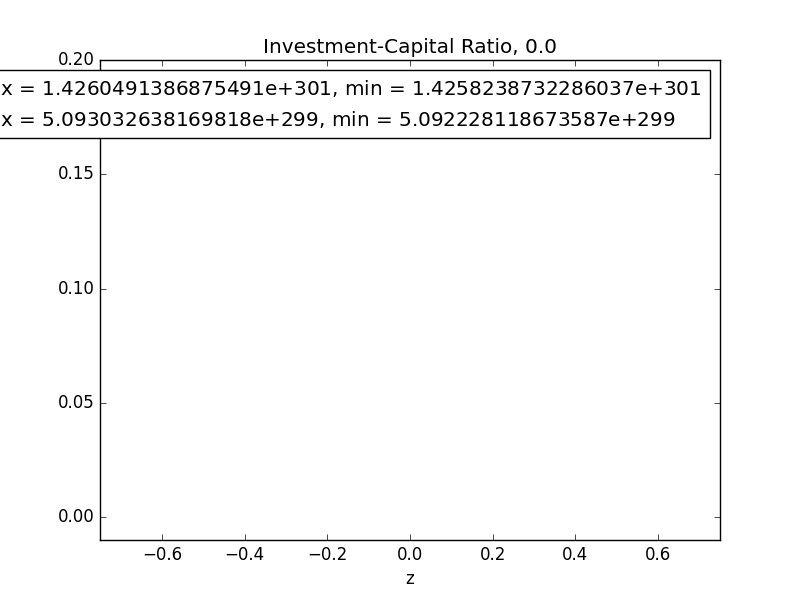 Investment-Capital Ratio, 0.0
0.20
x = 1.4260491386875491e+301, min = 1.4258238732286037e+301
x = 5.093032638169818e+299, min = 5.092228118673587e+299
0.15
0.10
0.05
0.00
−0.6 −0.4 −0.2 0.0 0.2 0.4 0.6
z